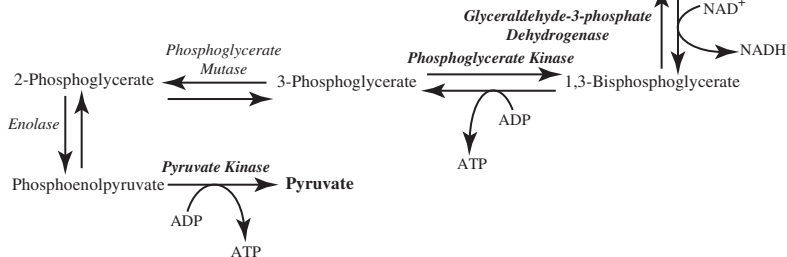 Glyceraldehyde-3-phosphate
Dehydrogenase
NAD+
NADH
Phosphoglycerate
Mutase
Phosphoglycerate Kinase
2-Phosphoglycerate
3-Phosphoglycerate
1,3-Bisphosphoglycerate
Enolase
ADP
ATP
Pyruvate Kinase
Phosphoenolpyruvate
Pyruvate
ADP
ATP